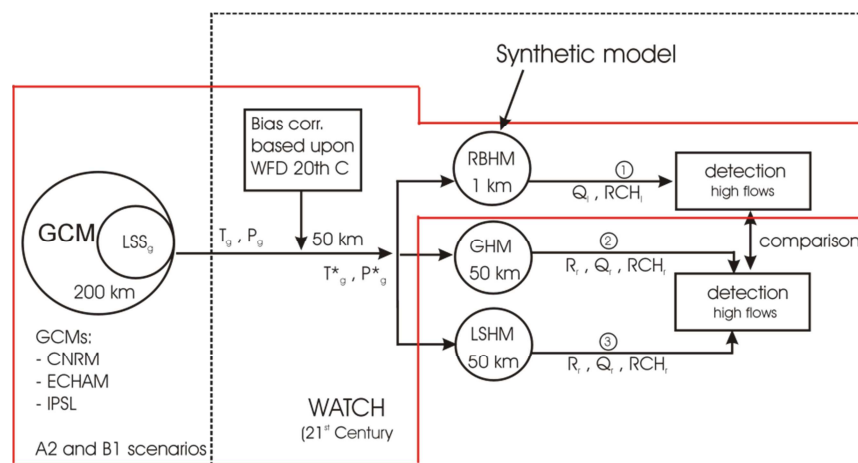 Synthetic model
Bias corr.
based upon
WFD 20th C
RBHM
1 km
①
Qₗ , RCHₗ
detection
high flows
GCM
LSSg
200 km
Tg , Pg
50 km
T*g , P*g
GHM
50 km
②
Rᵣ , Qᵣ , RCHᵣ
comparison
detection
high flows
LSHM
50 km
③
Rᵣ , Qᵣ , RCHᵣ
GCMs:
- CNRM
- ECHAM
- IPSL
A2 and B1 scenarios
WATCH
(21ˢᵗ Century